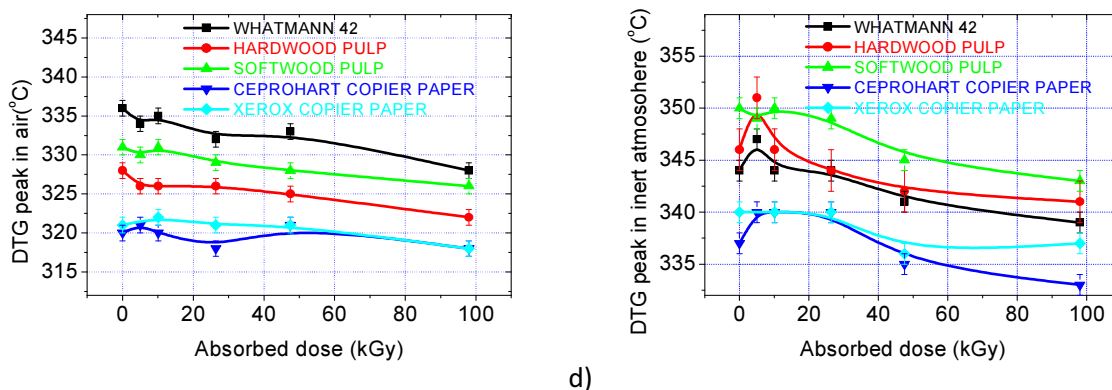 DTG peak in air(°C)
345
340
335
330
325
320
315
WHATMANN 42
HARDWOOD PULP
SOFTWOOD PULP
CEPROHART COPIER PAPER
XEROX COPIER PAPER
0 20 40 60 80 100
Absorbed dose (kGy)
d)
DTG peak in inert atmosohere (°C)
355
350
345
340
335
WHATMANN 42
HARDWOOD PULP
SOFTWOOD PULP
CEPROHART COPIER PAPER
XEROX COPIER PAPER
0 20 40 60 80 100
Absorbed dose (kGy)